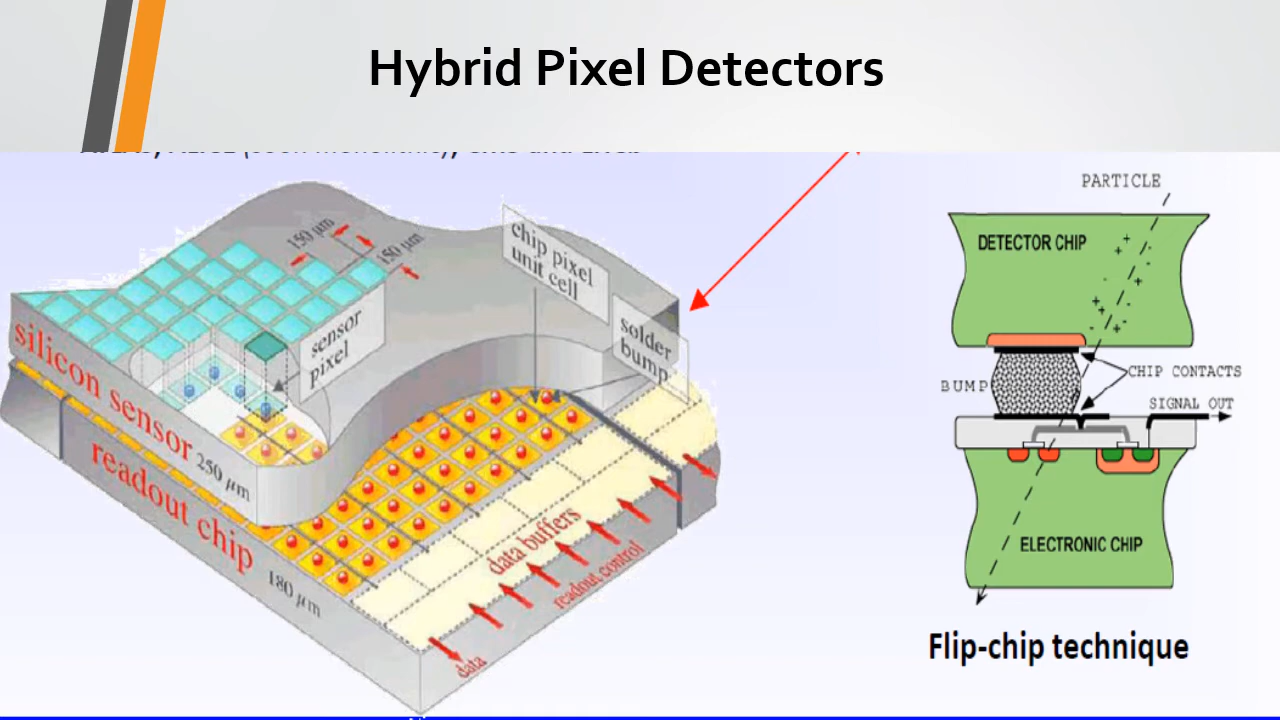 Hybrid Pixel Detectors
150 µm
150 µm
chip pixel
unit cell
sensor
pixel
solder
bump
silicon sensor
250 µm
readout chip
180 µm
data buffers
readout control
data
PARTICLE
DETECTOR CHIP
BUMP
CHIP CONTACTS
SIGNAL OUT
ELECTRONIC CHIP
Flip-chip technique